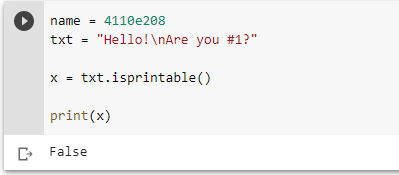 name = 4110e208
txt = "Hello!\nAre you #1?"
x = txt.isprintable()
print(x)
False